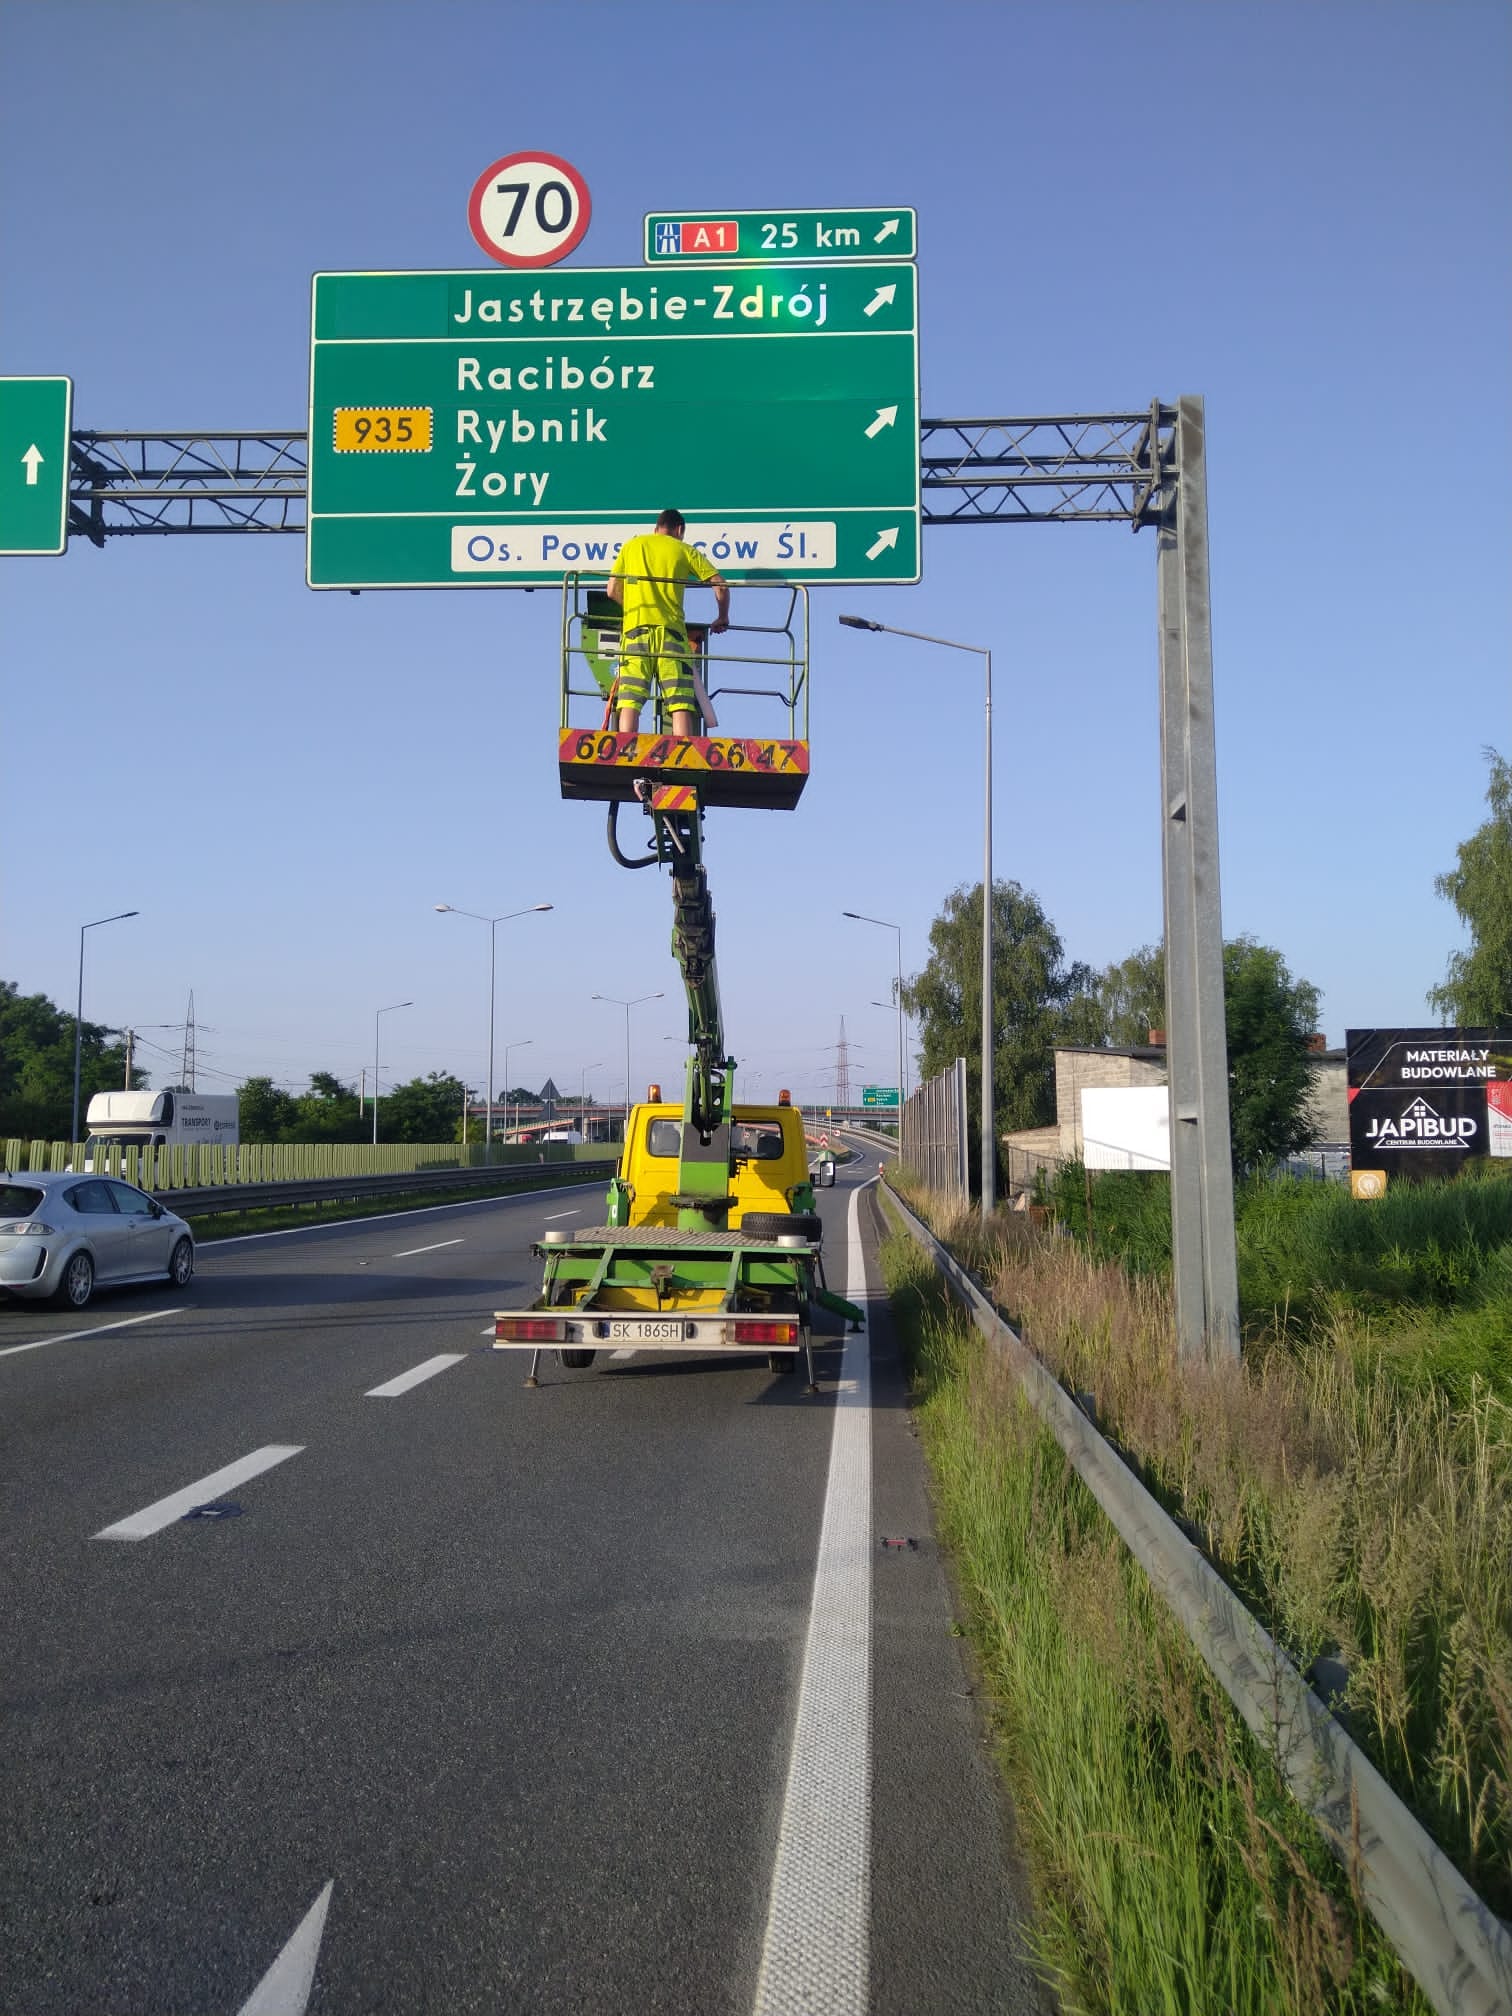 70
A1 25 km
Jastrzębie-Zdrój
Racibórz
935 Rybnik
Żory
Os. Pows ców Śl.
604 47 66 47
TRANSPORT
MATERIAŁY
BUDOWLANE
JAPIBUD
CENTRUM BUDOWLANE
SK 186SH